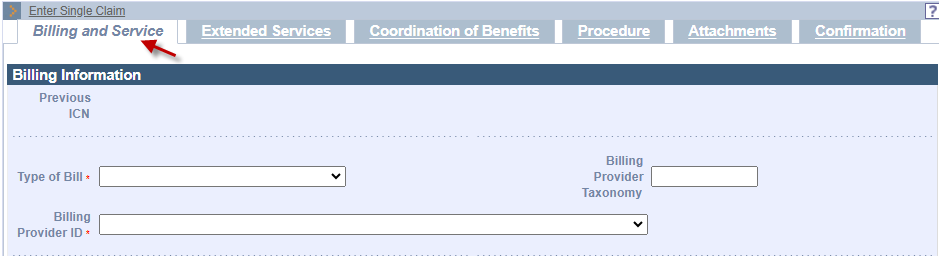 Enter Single Claim
?
Billing and Service Extended Services Coordination of Benefits Procedure Attachments Confirmation
Billing Information
Previous
ICN
Type of Bill *
Billing
Provider
Taxonomy
Billing
Provider ID *